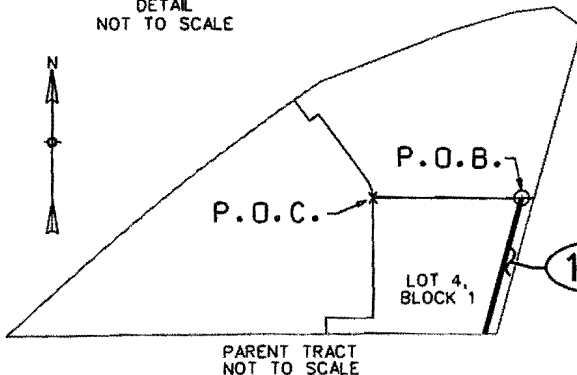 DETAIL
NOT TO SCALE
N
P.O.B.
P.O.C.
1
LOT 4,
BLOCK 1
PARENT TRACT
NOT TO SCALE